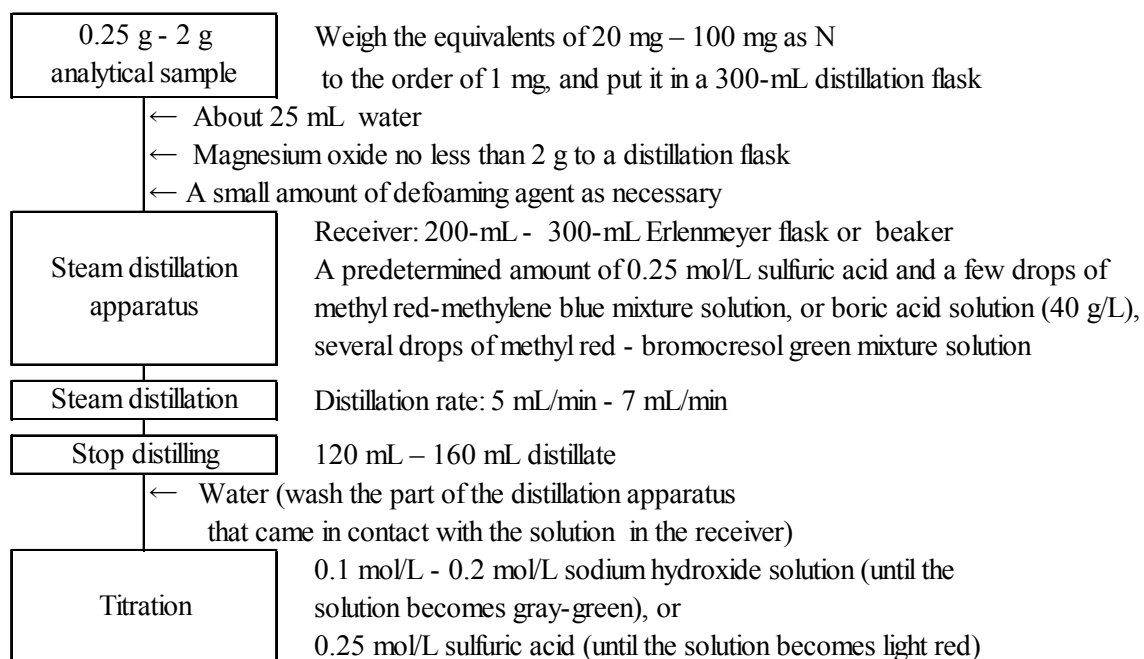 0.25 g - 2 g
analytical sample
Weigh the equivalents of 20 mg – 100 mg as N
to the order of 1 mg, and put it in a 300-mL distillation flask
← About 25 mL water
← Magnesium oxide no less than 2 g to a distillation flask
← A small amount of defoaming agent as necessary
Steam distillation
apparatus
Receiver: 200-mL - 300-mL Erlenmeyer flask or beaker
A predetermined amount of 0.25 mol/L sulfuric acid and a few drops of
methyl red-methylene blue mixture solution, or boric acid solution (40 g/L),
several drops of methyl red - bromocresol green mixture solution
Steam distillation
Distillation rate: 5 mL/min - 7 mL/min
Stop distilling
120 mL – 160 mL distillate
← Water (wash the part of the distillation apparatus
that came in contact with the solution in the receiver)
Titration
0.1 mol/L - 0.2 mol/L sodium hydroxide solution (until the
solution becomes gray-green), or
0.25 mol/L sulfuric acid (until the solution becomes light red)